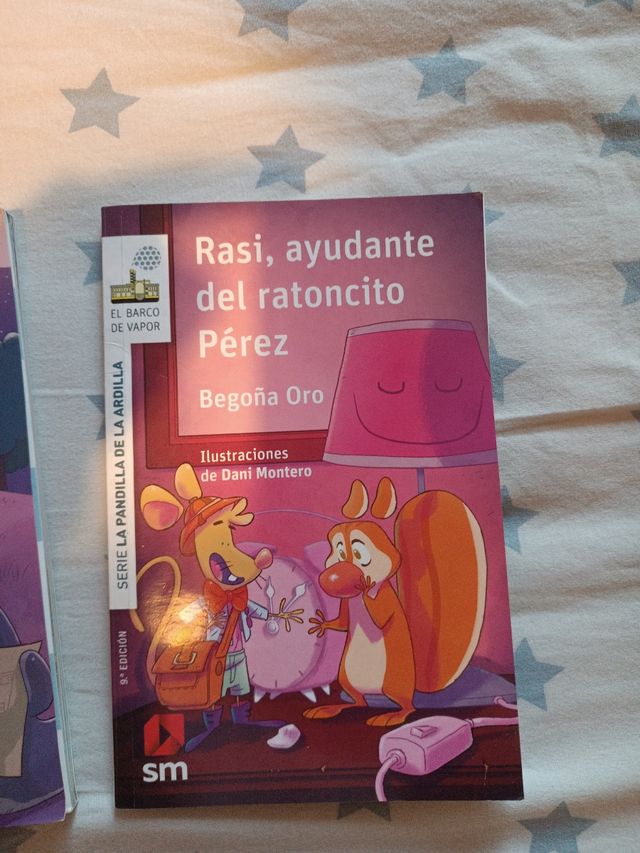 Rasi, ayudante
del ratoncito
Pérez
Begoña Oro
Ilustraciones
de Dani Montero
EL BARCO
DE VAPOR
SERIE LA PANDILLA DE LA ARDILLA
9.ª EDICIÓN
sm